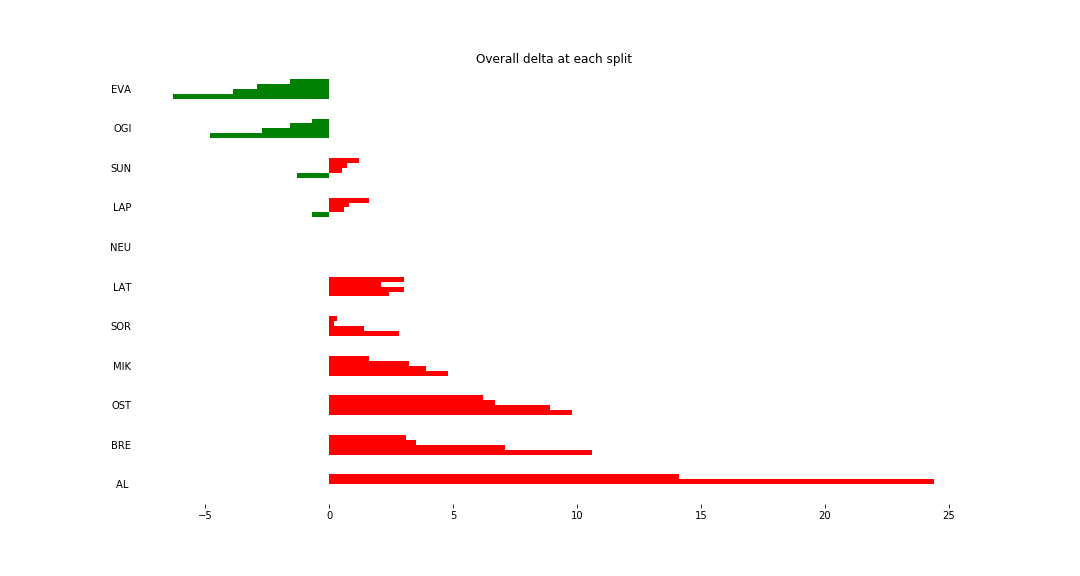 Overall delta at each split
EVA
OGI
SUN
LAP
NEU
LAT
SOR
MIK
OST
BRE
AL
−5 0 5 10 15 20 25